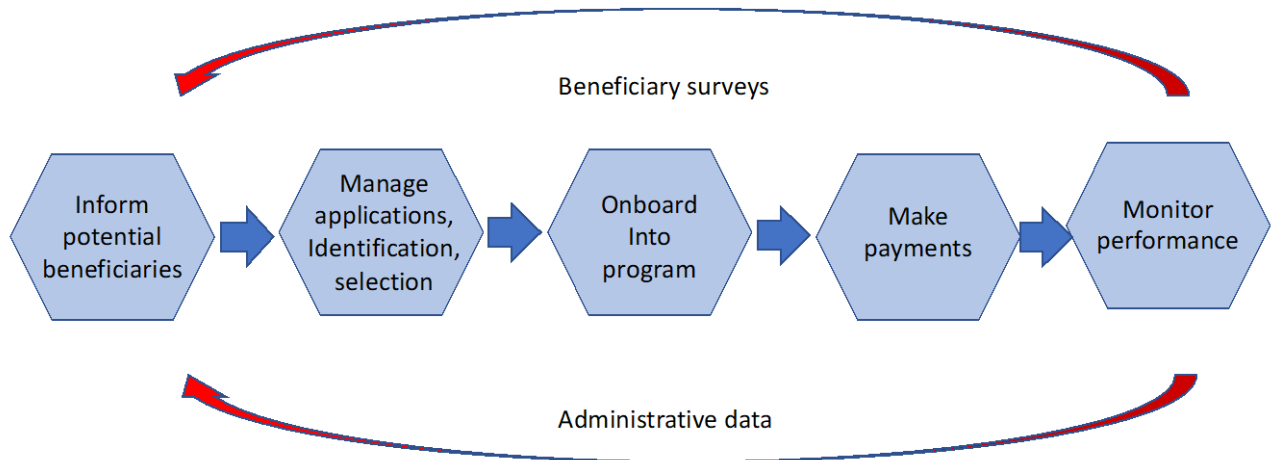 Beneficiary surveys
Inform
potential
beneficiaries
Manage
applications,
Identification,
selection
Onboard
Into
program
Make
payments
Monitor
performance
Administrative data